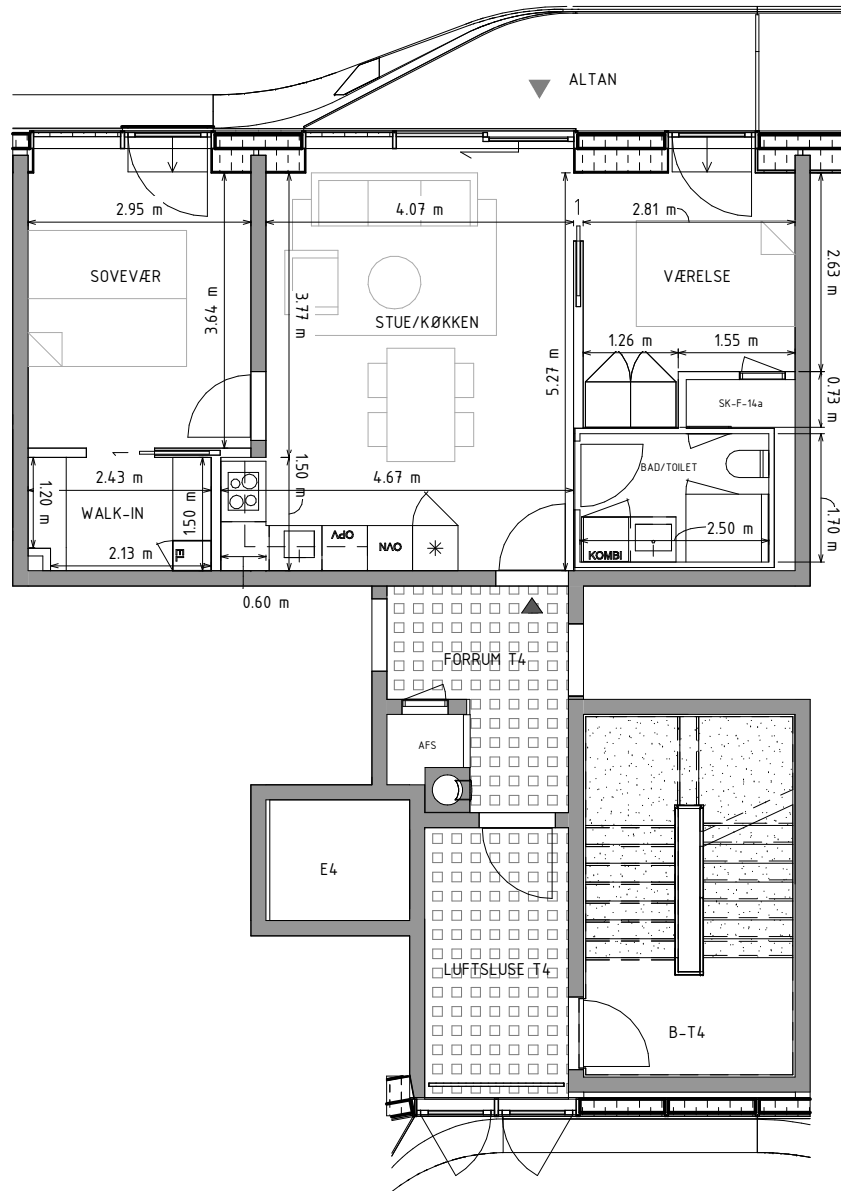 ALTAN
2.95 m
4.07 m
1
2.81 m
SOVEVÆR
3.64 m
3.77 m
STUE/KØKKEN
5.27 m
VÆRELSE
2.63 m
1.26 m
1.55 m
SK-F-14a
0.73 m
1
2.43 m
1.50 m
4.67 m
BAD/TOILET
1.20 m
WALK-IN
1.50 m
1.70 m
2.13 m
EL
OPV
OVN
2.50 m
KOMBI
0.60 m
FORRUM T4
AFS
E4
LUFTSLUSE T4
B-T4